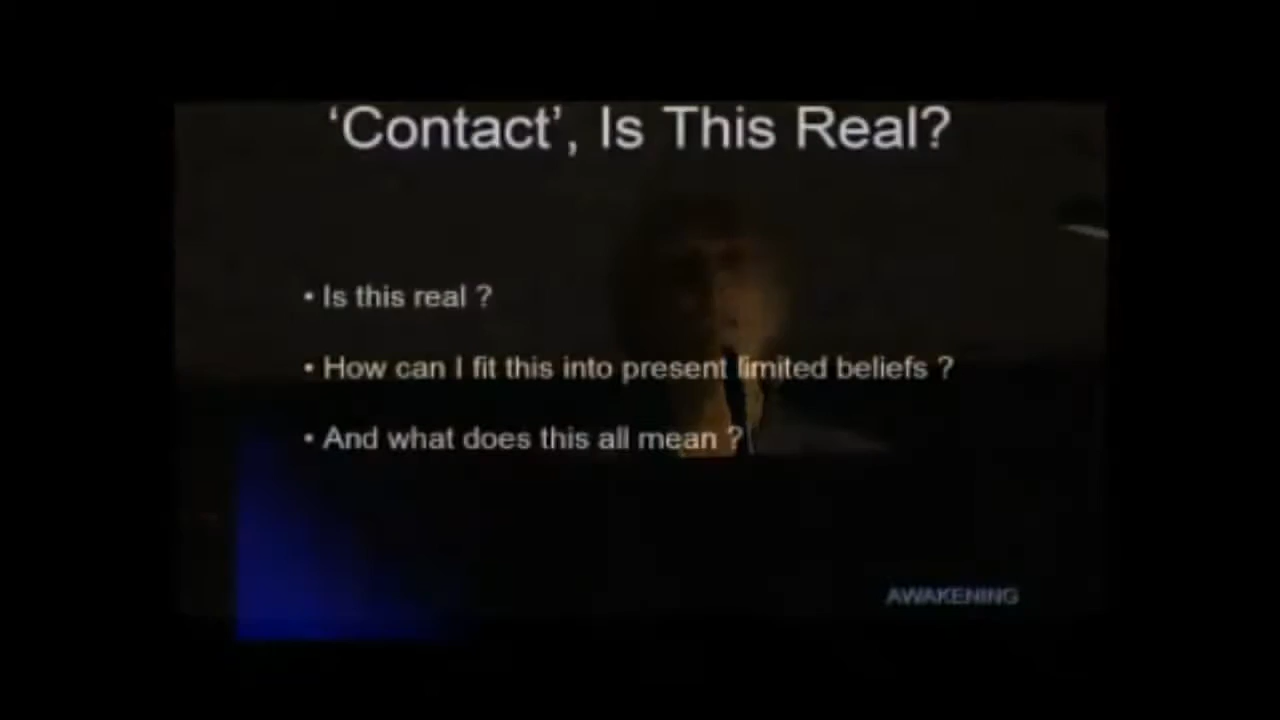 ‘Contact’, Is This Real?
• Is this real ?
• How can I fit this into present limited beliefs ?
• And what does this all mean ?
AWAKENING